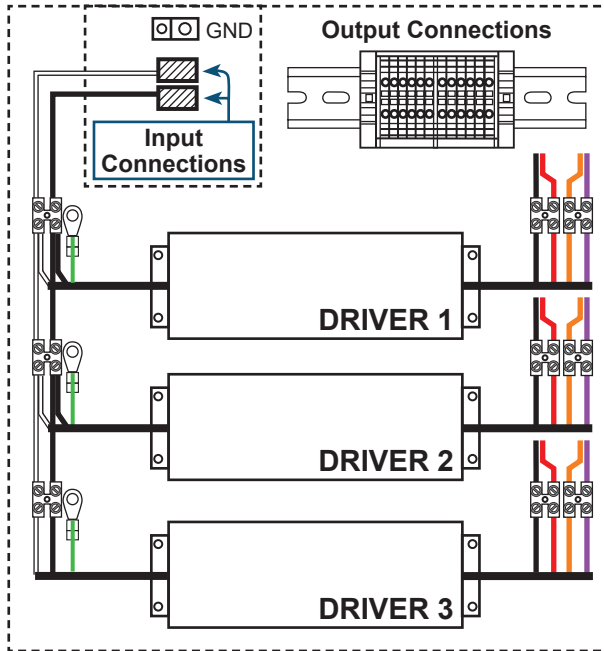 GND
Output Connections
Input
Connections
DRIVER 1
DRIVER 2
DRIVER 3